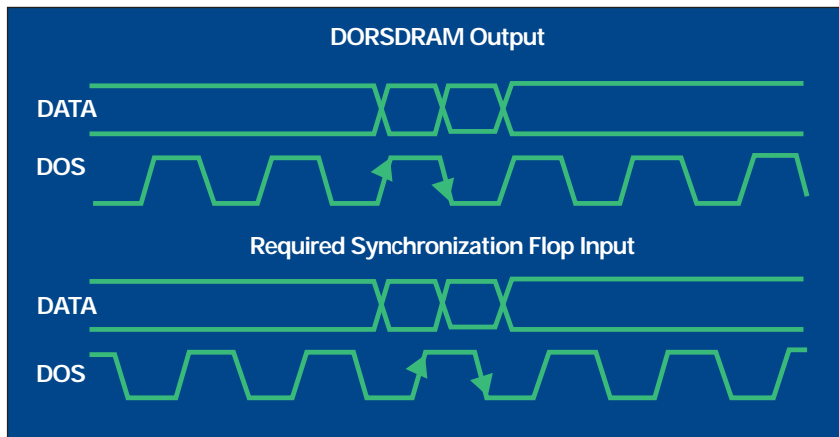 DORSDRAM Output
DATA
DOS
Required Synchronization Flop Input
DATA
DOS